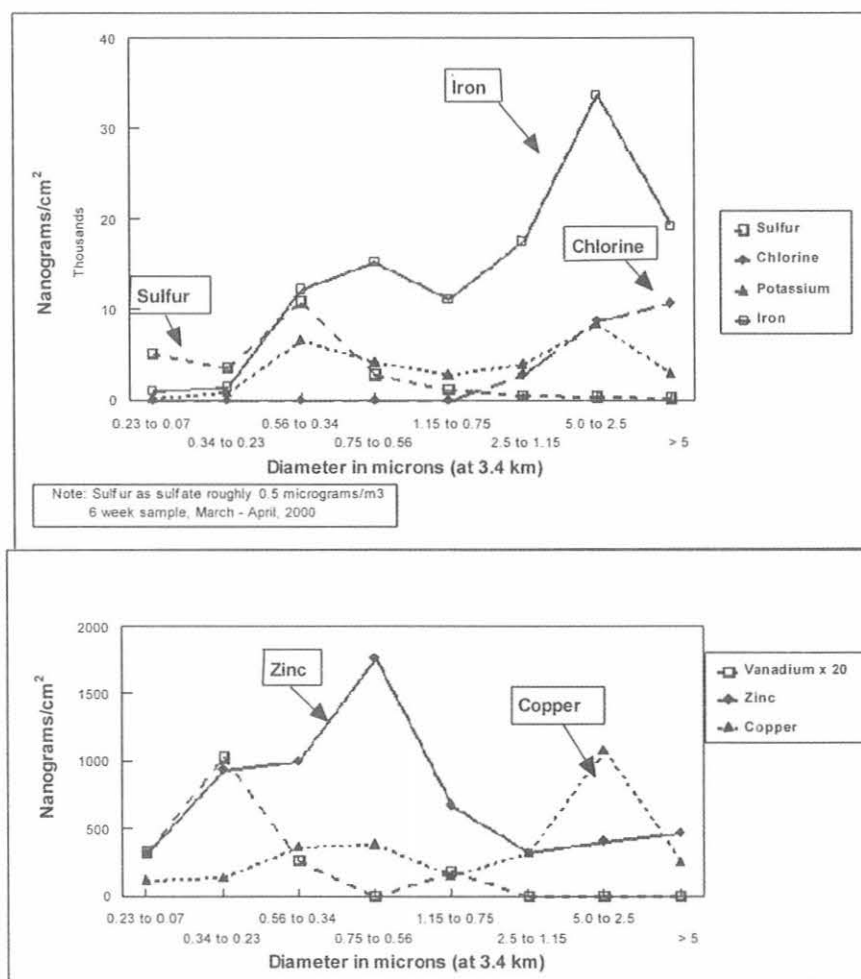 40
30
20
10
0
Nanograms/cm2
Thousands
Iron
Chlorine
Sulfur
Sulfur
Chlorine
Potassium
Iron
0.23 to 0.07
0.56 to 0.34
1.15 to 0.75
5.0 to 2.5
0.34 to 0.23
0.75 to 0.56
2.5 to 1.15
> 5
Diameter in microns (at 3.4 km)
Note: Sulfur as sulfate roughly 0.5 micrograms/m3
6 week sample, March - April, 2000
2000
1500
1000
500
0
Nanograms/cm2
Zinc
Copper
Vanadium x 20
Zinc
Copper
0.23 to 0.07
0.56 to 0.34
1.15 to 0.75
5.0 to 2.5
0.34 to 0.23
0.75 to 0.56
2.5 to 1.15
> 5
Diameter in microns (at 3.4 km)